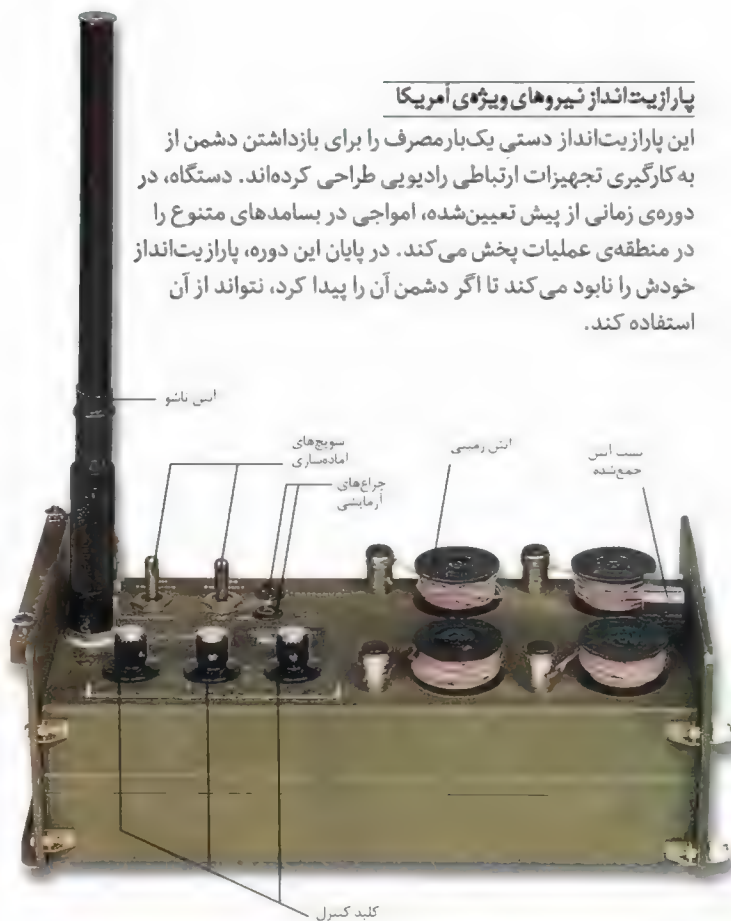 پارازیت‌انداز نیروهای ویژه‌ی آمریکا
این پارازیت‌انداز دستیِ یک‌بارمصرف را برای بازداشتن دشمن از
به‌کارگیری تجهیزات ارتباطی رادیویی طراحی کرده‌اند. دستگاه، در
دوره‌ی زمانی از پیش تعیین‌شده، امواجی در بسامدهای متنوع را
در منطقه‌ی عملیات پخش می‌کند. در پایان این دوره، پارازیت‌انداز
خودش را نابود می‌کند تا اگر دشمن آن را پیدا کرد، نتواند از آن
استفاده کند.
آنتن تاشو
سویچ‌های
آماده‌سازی
چراغ‌های
آزمایشی
آنتن زمینی
آنتن
جمع‌شده
کلید کنترل